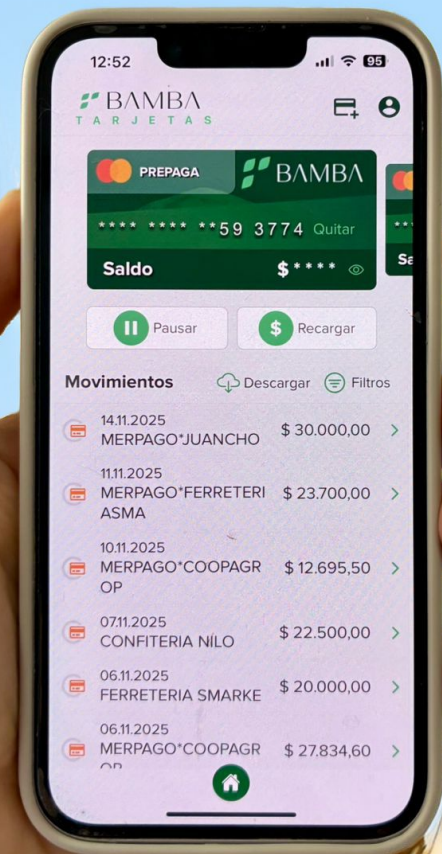 12:52
95
BAMBA
TARJETAS
PREPAGA
BAMBA
**** **** **59 3774 Quitar
Saldo
$****
**
Sa
Pausar
$ Recargar
Movimientos
Descargar
Filtros
14.11.2025
MERPAGO*JUANCHO
$ 30.000,00
11.11.2025
MERPAGO*FERRETERI
ASMA
$ 23.700,00
10.11.2025
MERPAGO*COOPAGR
OP
$ 12.695,50
07.11.2025
CONFITERIA NILO
$ 22.500,00
06.11.2025
FERRETERIA SMARKE
$ 20.000,00
06.11.2025
MERPAGO*COOPAGR
OP
$ 27.834,60